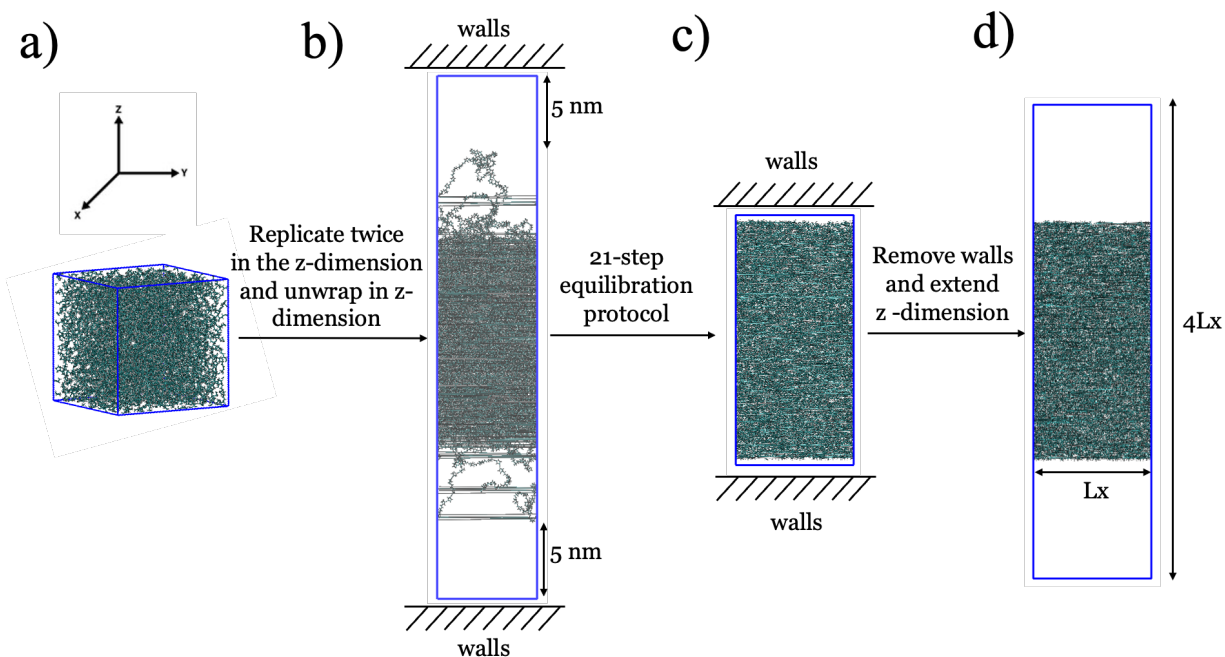 a)
Z
Y
X
Replicate twice
in the z-dimension
and unwrap in z-
dimension
b)
walls
5 nm
5 nm
walls
21-step
equilibration
protocol
c)
walls
walls
Remove walls
and extend
z -dimension
d)
4Lx
Lx